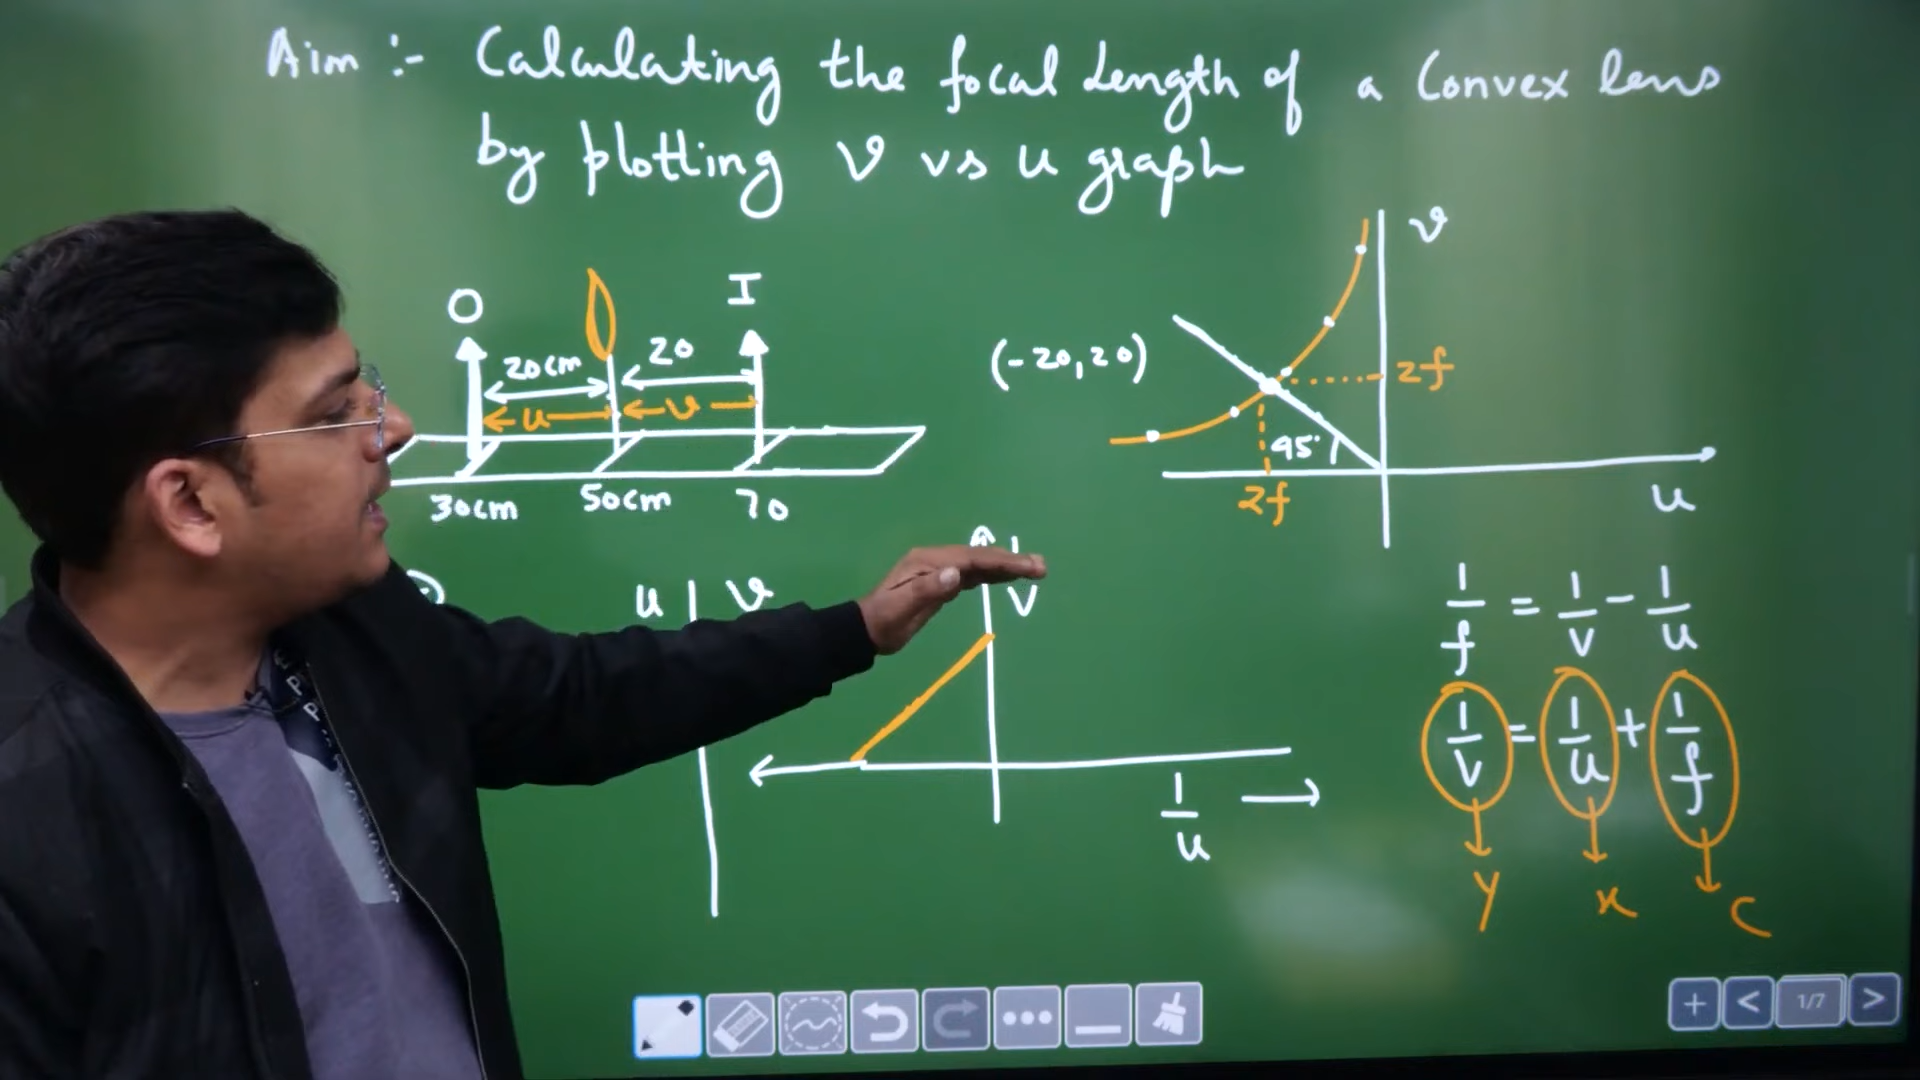 Aim :- Calculating the focal Length of a Convex lens
by plotting v vs u graph
O
I
20cm
20
u
v
30cm
50cm
70
v
(-20,20)
2f
45°
2f
u
u | v
1/v
1/u
1/f = 1/v - 1/u
1/v = 1/u + 1/f
y x c
1/7